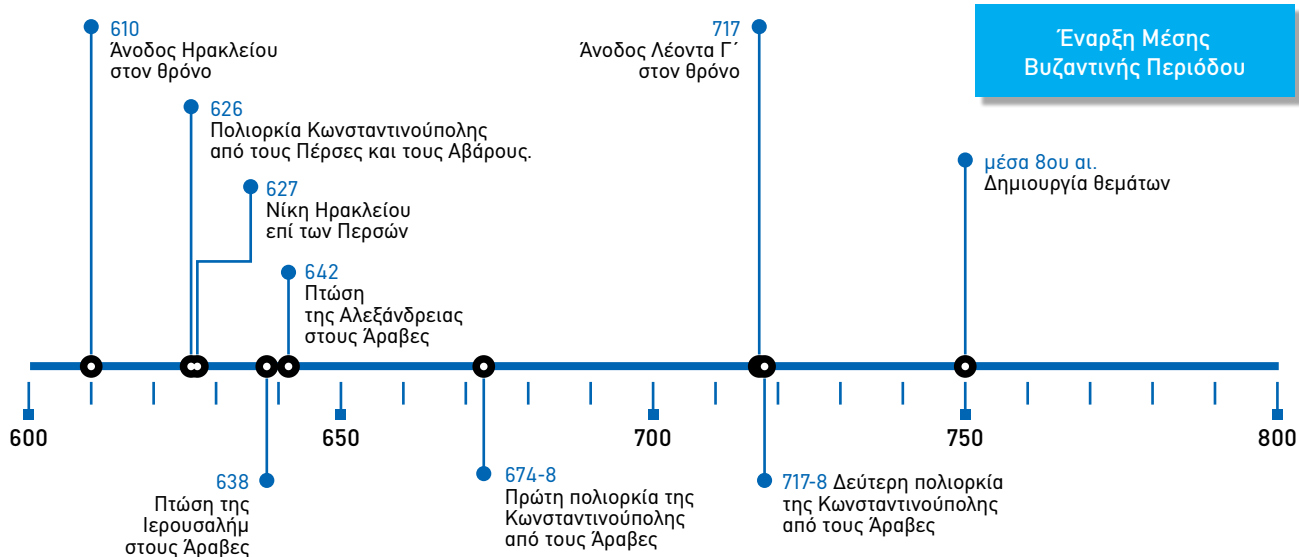 610
Άνοδος Ηρακλείου
στον θρόνο
626
Πολιορκία Κωνσταντινούπολης
από τους Πέρσες και τους Αβάρους.
627
Νίκη Ηρακλείου
επί των Περσών
642
Πτώση
της Αλεξάνδρειας
στους Άραβες
717
Άνοδος Λέοντα Γ΄
στον θρόνο
Έναρξη Μέσης
Βυζαντινής Περιόδου
μέσα 8ου αι.
Δημιουργία θεμάτων
600
650
700
750
800
638
Πτώση της
Ιερουσαλήμ
στους Άραβες
674-8
Πρώτη πολιορκία της
Κωνσταντινούπολης
από τους Άραβες
717-8 Δεύτερη πολιορκία
της Κωνσταντινούπολης
από τους Άραβες